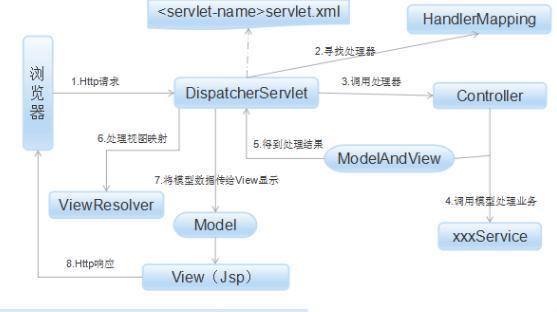 <servlet-name>servlet.xml
HandlerMapping
2.寻找处理器
浏览器
1.Http请求
DispatcherServlet
3.调用处理器
Controller
6.处理视图映射
5.得到处理结果
ModelAndView
7.将模型数据传给View显示
ViewResolver
4.调用模型处理业务
Model
xxxService
8.Http响应
View（Jsp）